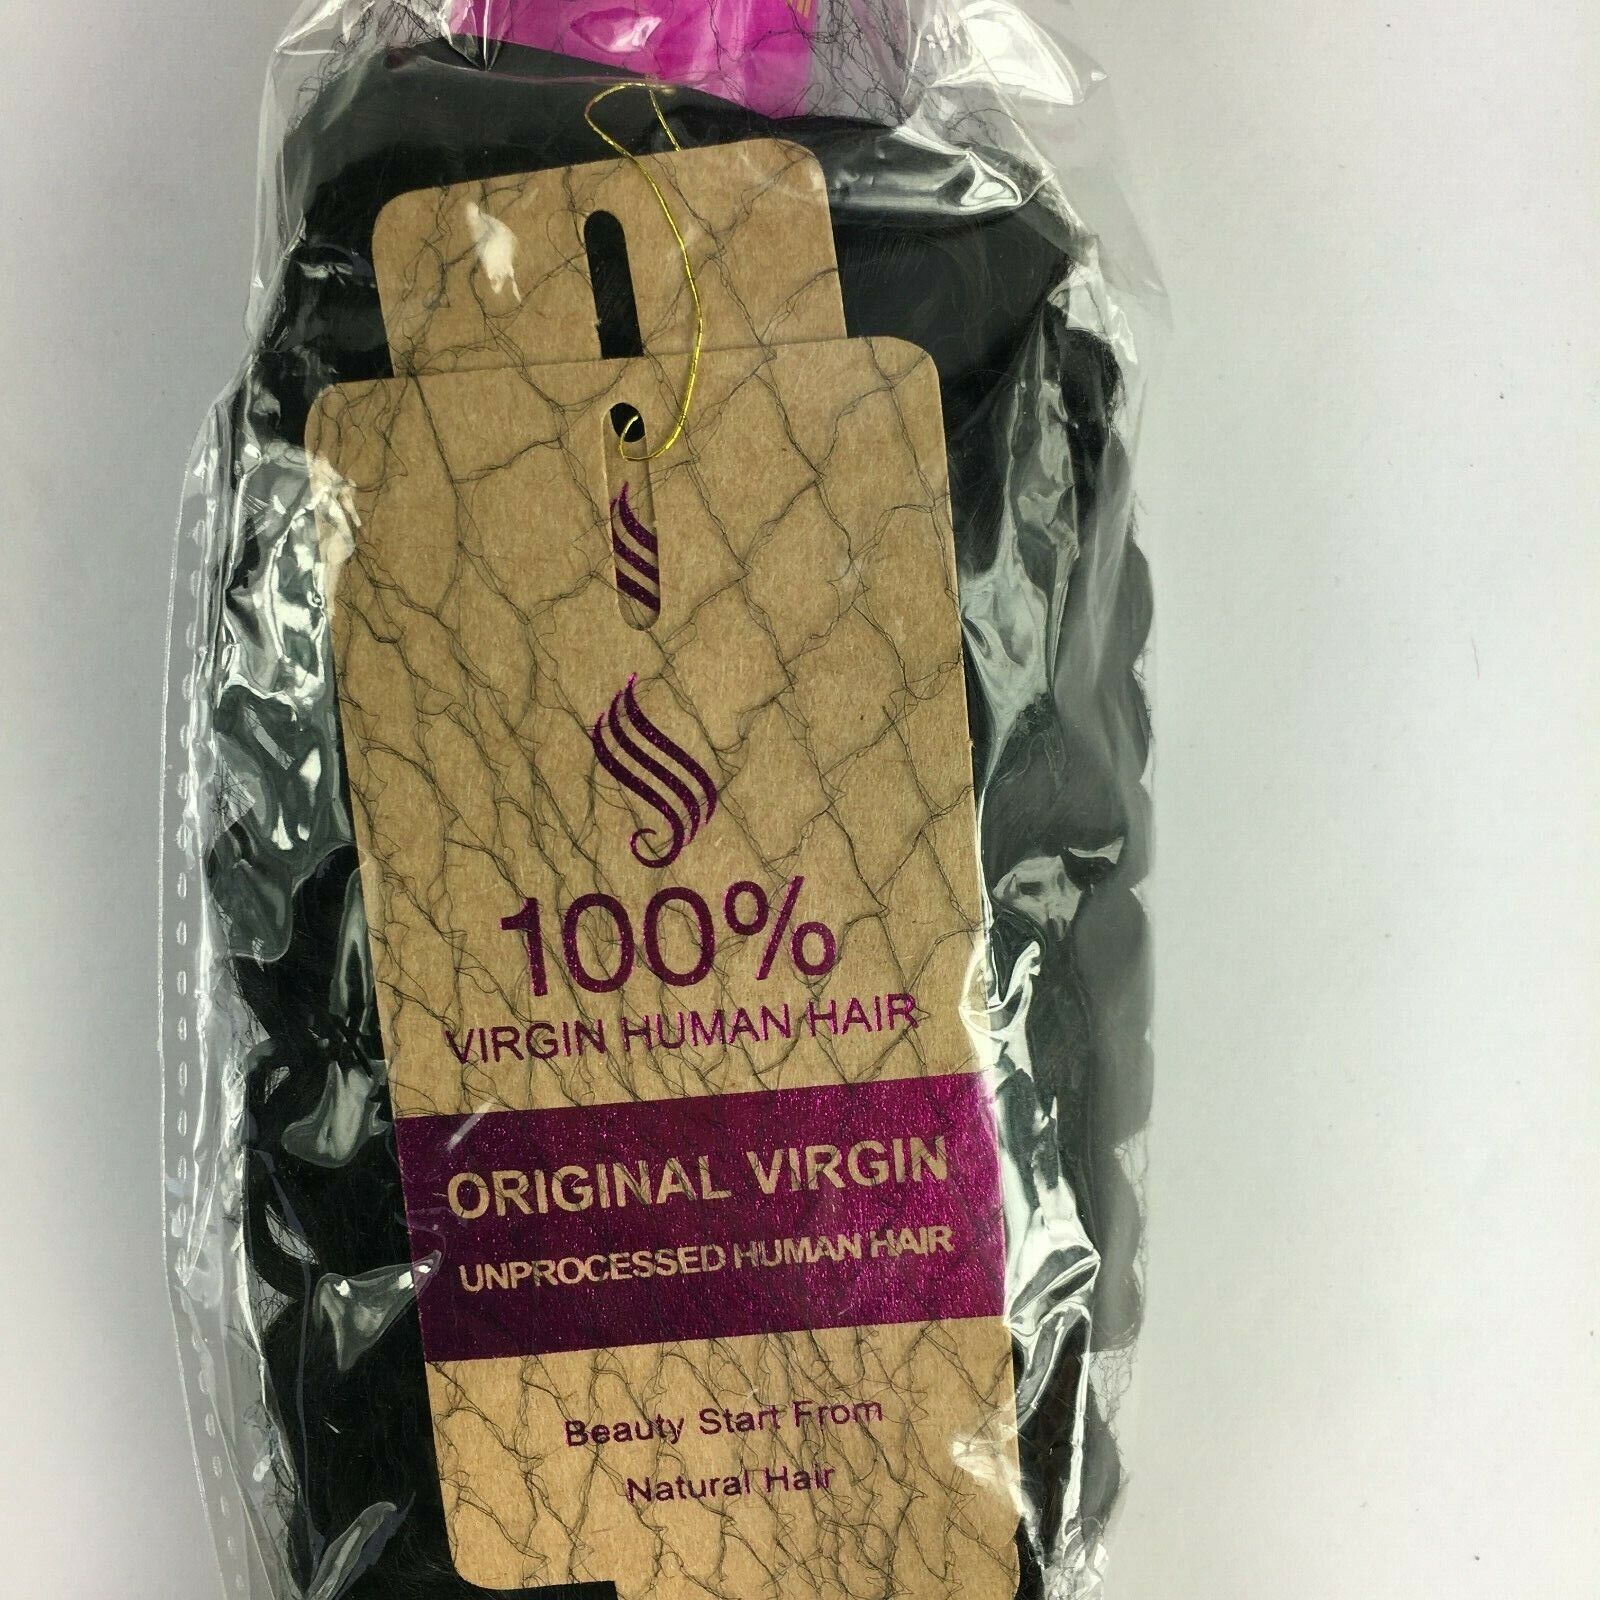 100%
VIRGIN HUMAN HAIR
ORIGINAL VIRGIN
UNPROCESSED HUMAN HAIR
Beauty Start From
Natural Hair